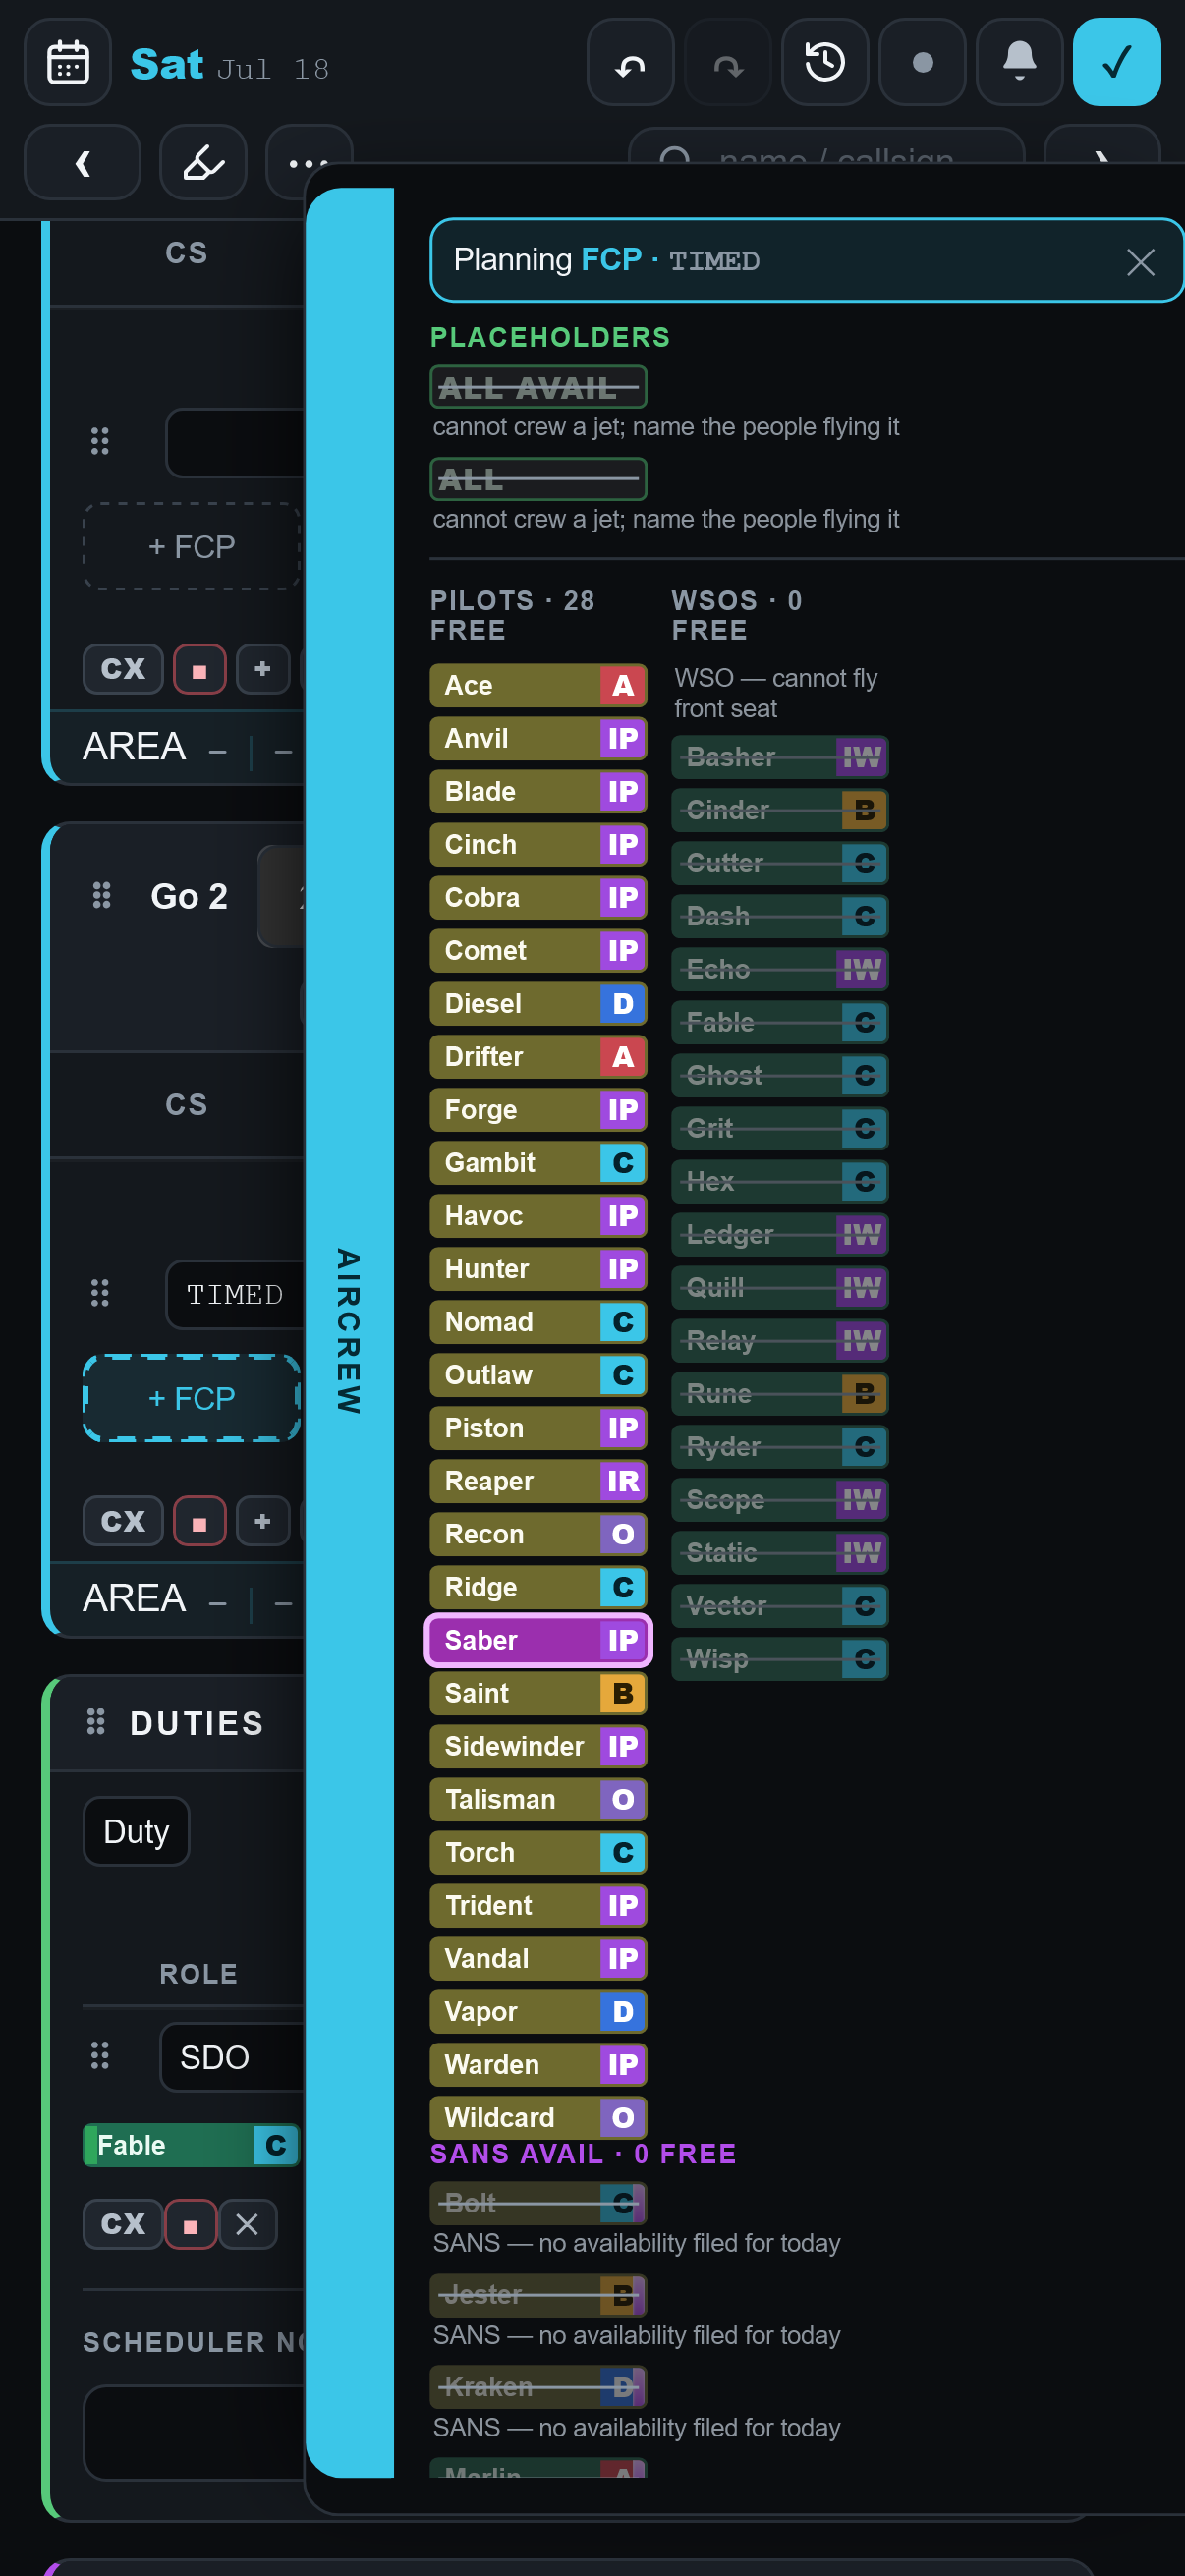 Sat Jul 18
name / callsign
Planning FCP · TIMED
PLACEHOLDERS
ALL AVAIL
cannot crew a jet; name the people flying it
ALL
cannot crew a jet; name the people flying it
PILOTS · 28
FREE
Ace A
Anvil IP
Blade IP
Cinch IP
Cobra IP
Comet IP
Diesel D
Drifter A
Forge IP
Gambit C
Havoc IP
Hunter IP
Nomad C
Outlaw C
Piston IP
Reaper IR
Recon O
Ridge C
Saber IP
Saint B
Sidewinder IP
Talisman O
Torch C
Trident IP
Vandal IP
Vapor D
Warden IP
Wildcard O
WSOS · 0
FREE
WSO — cannot fly
front seat
Basher IW
Cinder B
Cutter C
Dash C
Echo IW
Fable C
Ghost C
Grit C
Hex C
Ledger IW
Quill IW
Relay IW
Rune B
Ryder C
Scope IW
Static IW
Vector C
Wisp C
SANS AVAIL · 0 FREE
Bolt C
SANS — no availability filed for today
Jester B
SANS — no availability filed for today
Kraken D
SANS — no availability filed for today
Marlin A
AIRCREW
CS
+ FCP
CX
+
AREA – | –
Go 2
CS
TIMED
+ FCP
CX
+
AREA – | –
DUTIES
Duty
ROLE
SDO
Fable C
CX
SCHEDULER